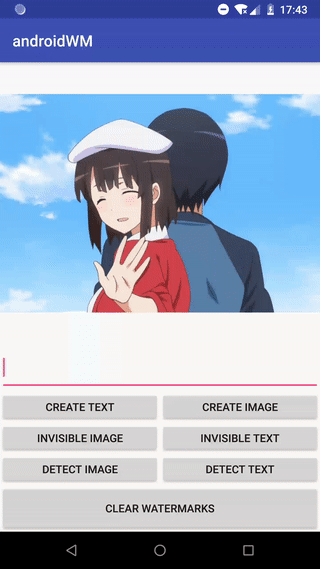 17:43
androidWM
CREATE TEXT
CREATE IMAGE
INVISIBLE IMAGE
INVISIBLE TEXT
DETECT IMAGE
DETECT TEXT
CLEAR WATERMARKS